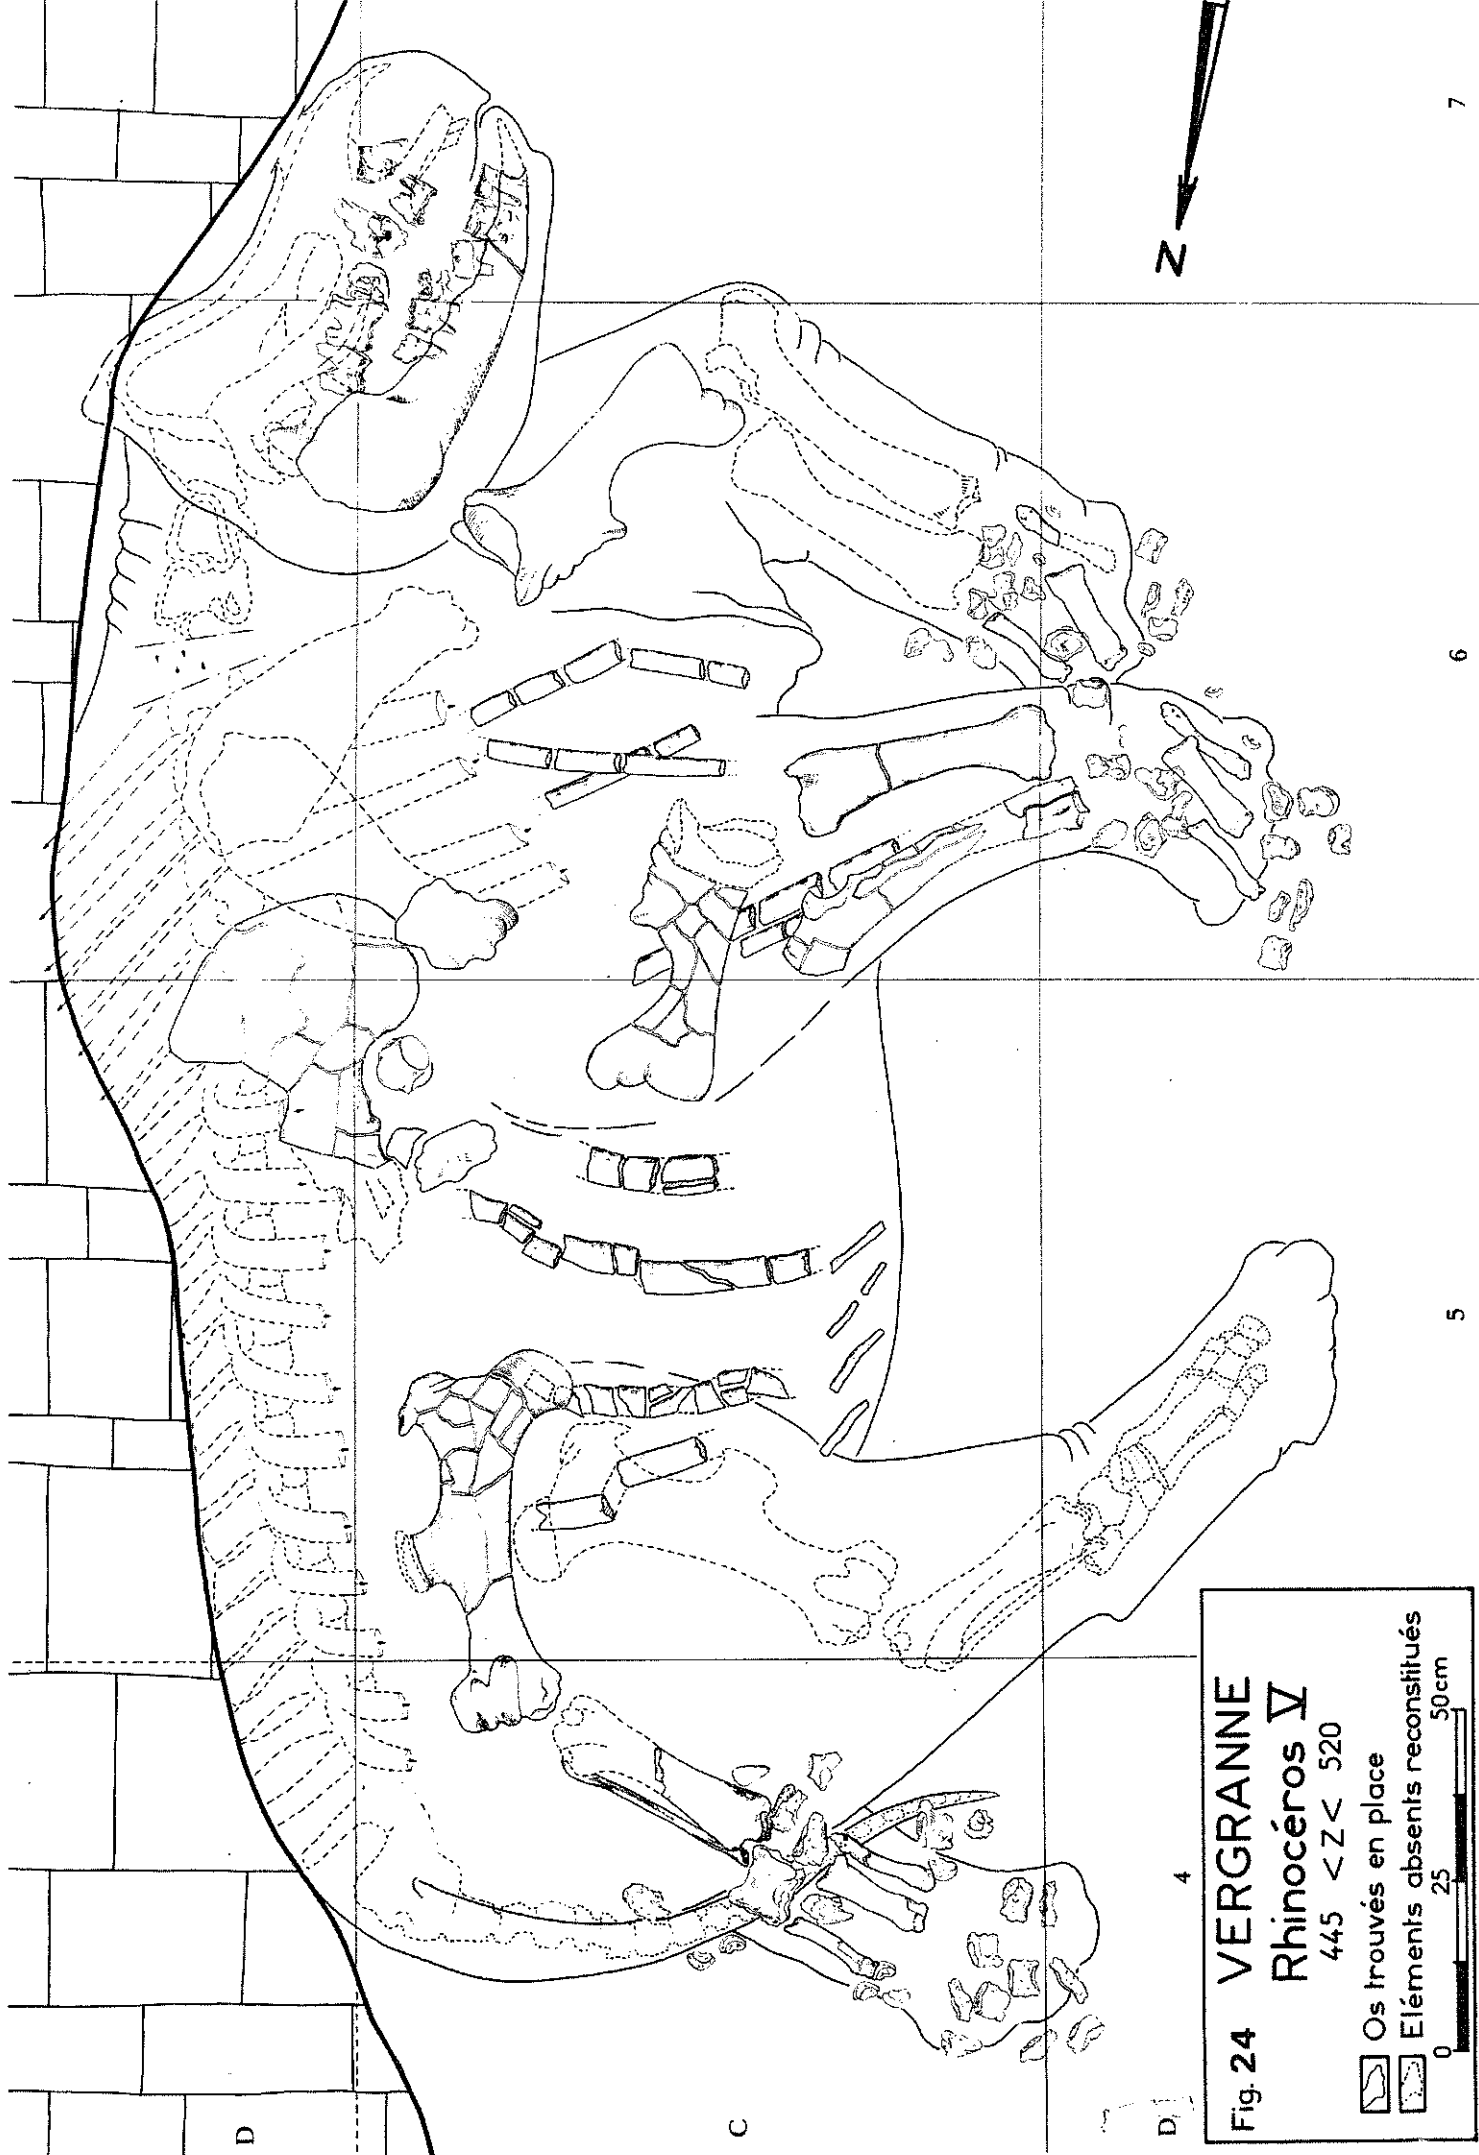 Fig. 24 VERGRANNE
Rhinocéros V
445 < Z < 520
Os trouvés en place
Eléments absents reconstitués
0 25 50cm
N
D
C
D
4
5
6
7